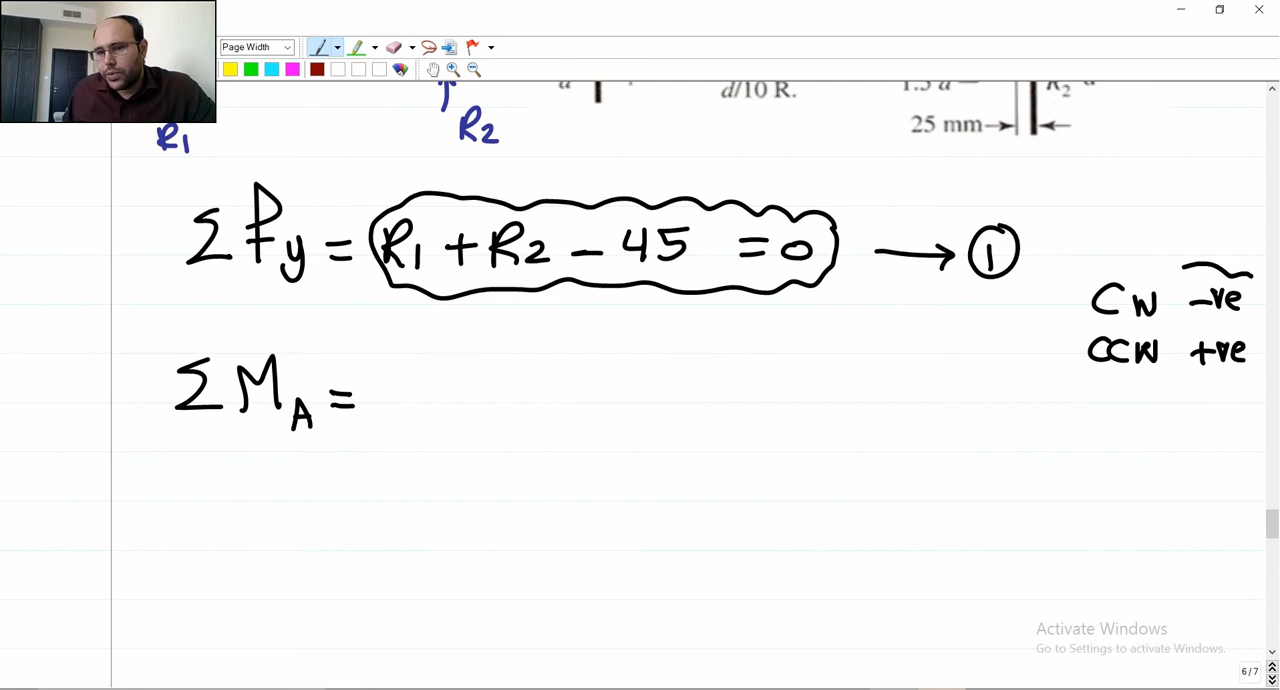 Page Width
d/10 R.
R2
25 mm
R1
R2
ΣFy = R1 + R2 - 45 = 0 → ①
CW -ve
CCW +ve
ΣMA =
Activate Windows
Go to Settings to activate Windows.
6/7